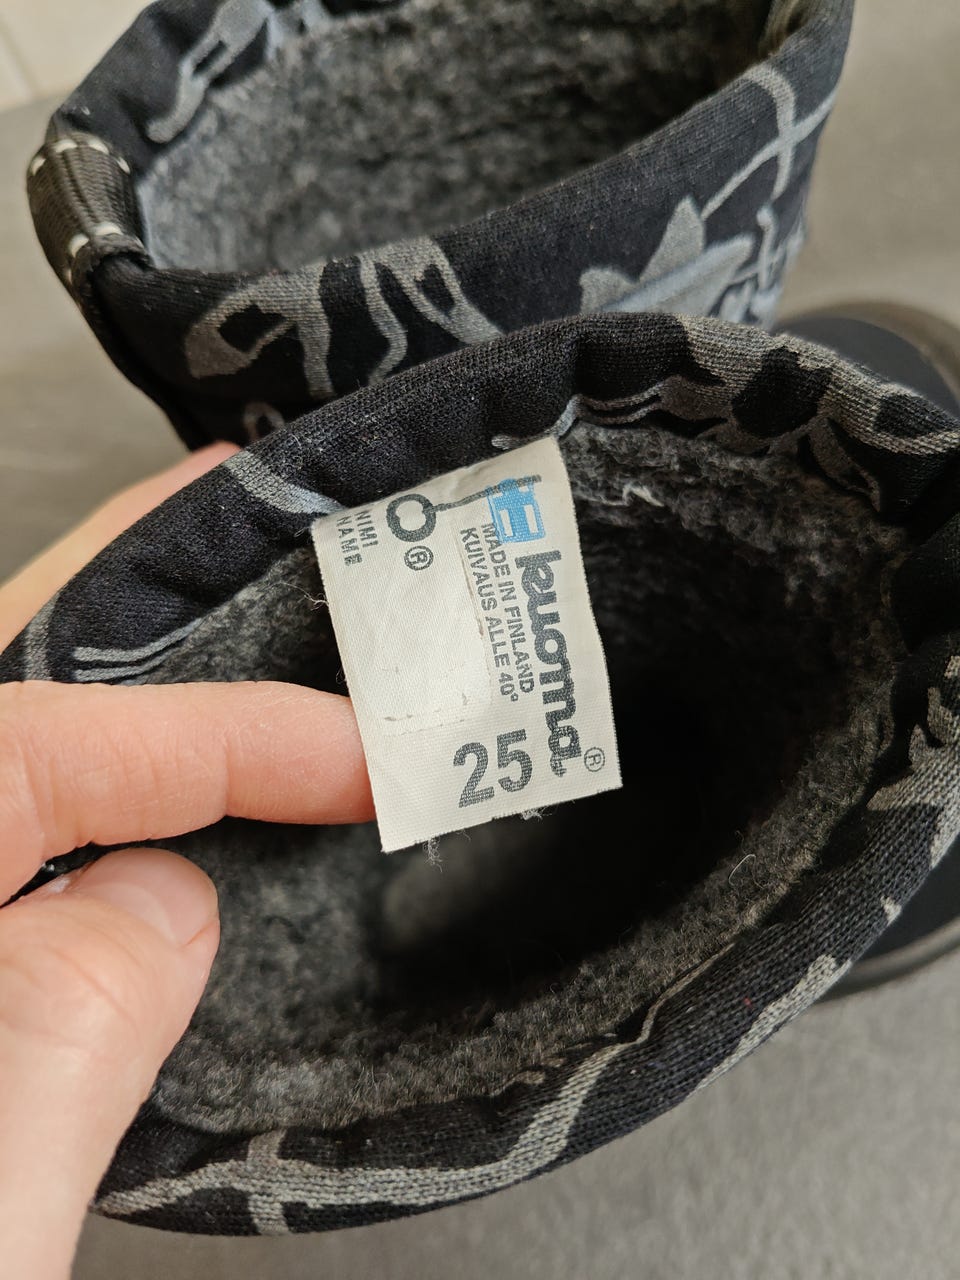 kuoma®
MADE IN FINLAND
KUIVAUS ALLE 40°
®
NIMI
NAME
25